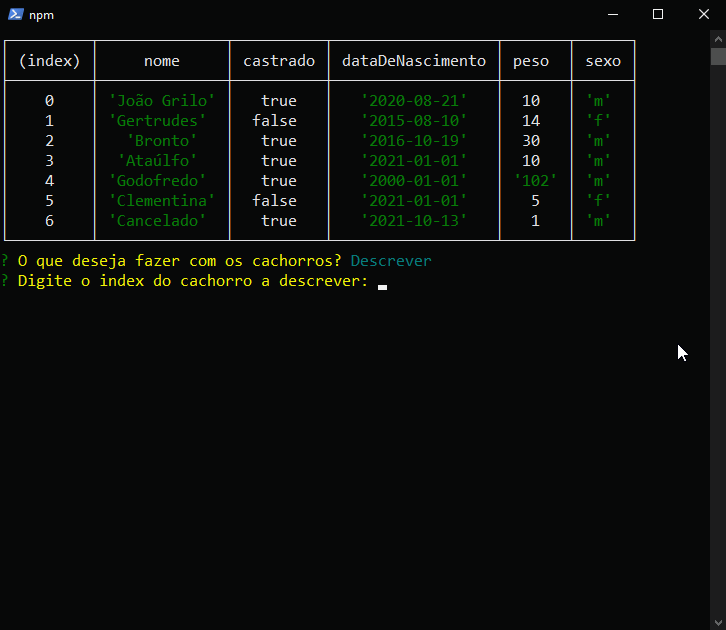 npm
(index) nome castrado dataDeNascimento peso sexo
0 'João Grilo' true '2020-08-21' 10 'm'
1 'Gertrudes' false '2015-08-10' 14 'f'
2 'Bronto' true '2016-10-19' 30 'm'
3 'Ataúlfo' true '2021-01-01' 10 'm'
4 'Godofredo' true '2000-01-01' '102' 'm'
5 'Clementina' false '2021-01-01' 5 'f'
6 'Cancelado' true '2021-10-13' 1 'm'
? O que deseja fazer com os cachorros? Descrever
? Digite o index do cachorro a descrever: